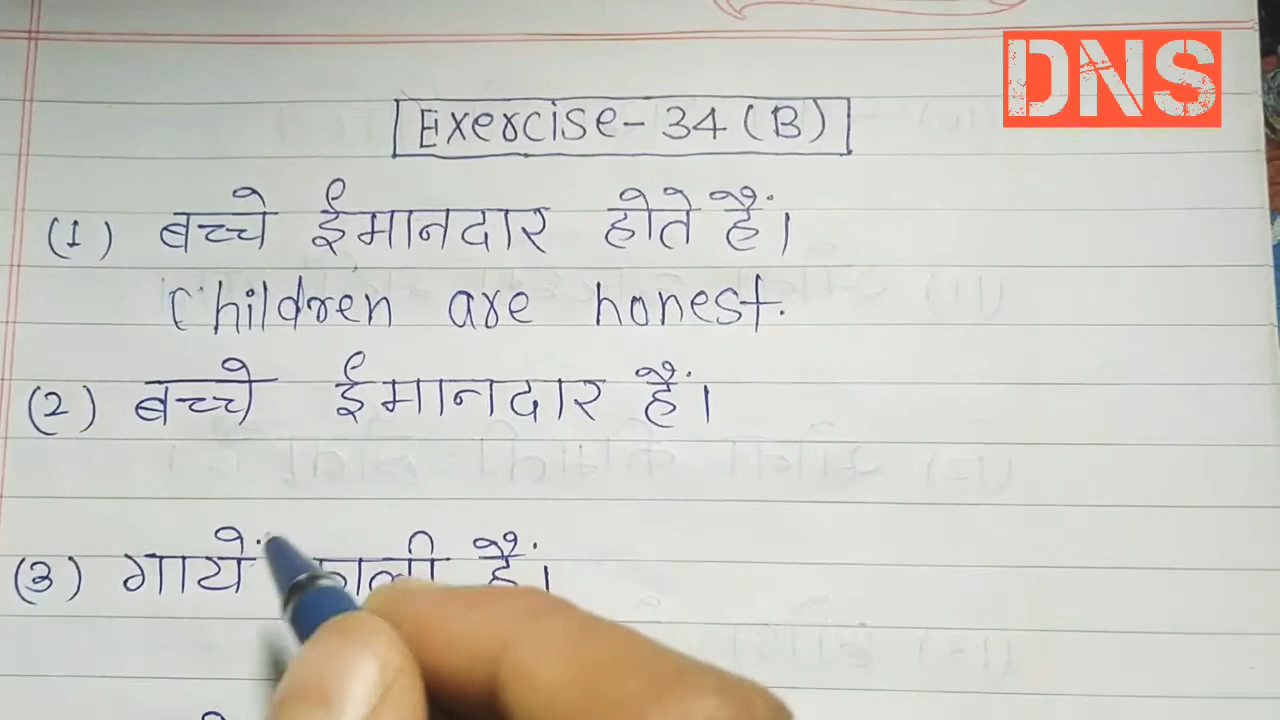 DNS
Exercise-34 (B)
(1) बच्चे ईमानदार होते हैं।
Children are honest.
(2) बच्चे ईमानदार हैं।
(3) गायें काली हैं।